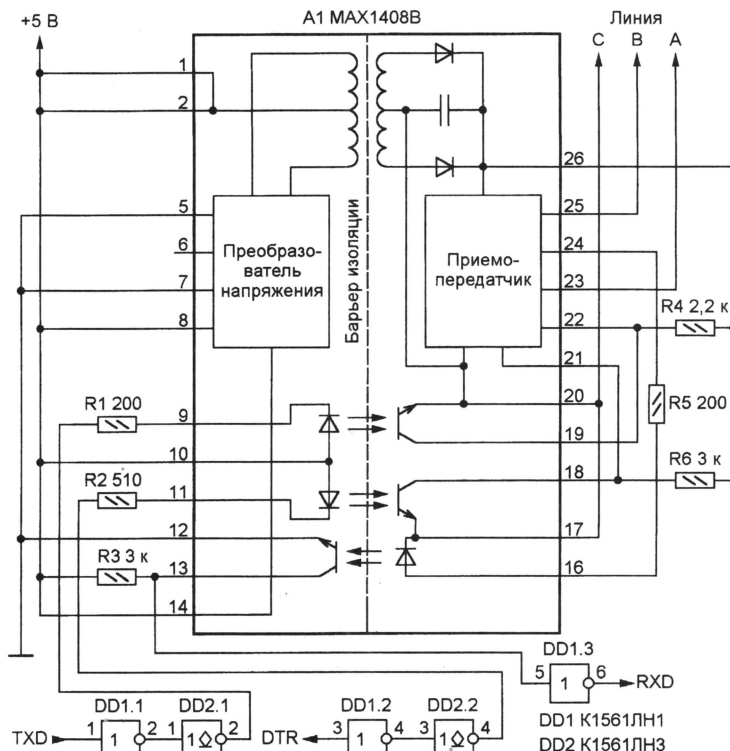 +5 В
A1 MAX1408B
Линия
C B A
1
2
26
5
25
6
24
7
23
8
22
21
Преобразо-
ватель
напряжения
Барьер изоляции
Приемо-
передатчик
R4 2,2 к
R1 200
9
20
R5 200
10
19
R2 510
11
18
R6 3 к
12
17
R3 3 к
13
16
14
DD1.3
5 1 6
RXD
DD1.1
DD2.1
DD1.2
DD2.2
TXD 1 1 2 1 1 2
DTR 3 1 4 3 1 4
DD1 К1561ЛН1
DD2 К1561ЛН3